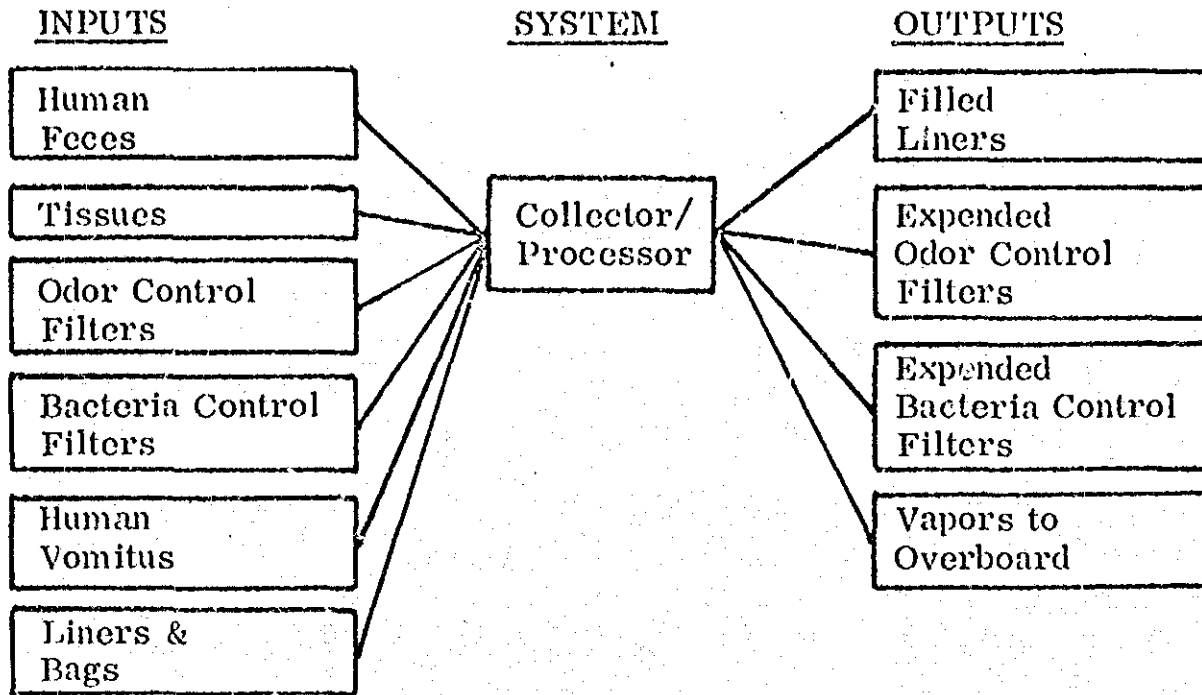 INPUTS
SYSTEM
OUTPUTS
Human
Feces
Tissues
Odor Control
Filters
Bacteria Control
Filters
Human
Vomitus
Liners &
Bags
Collector/
Processor
Filled
Liners
Expended
Odor Control
Filters
Expended
Bacteria Control
Filters
Vapors to
Overboard